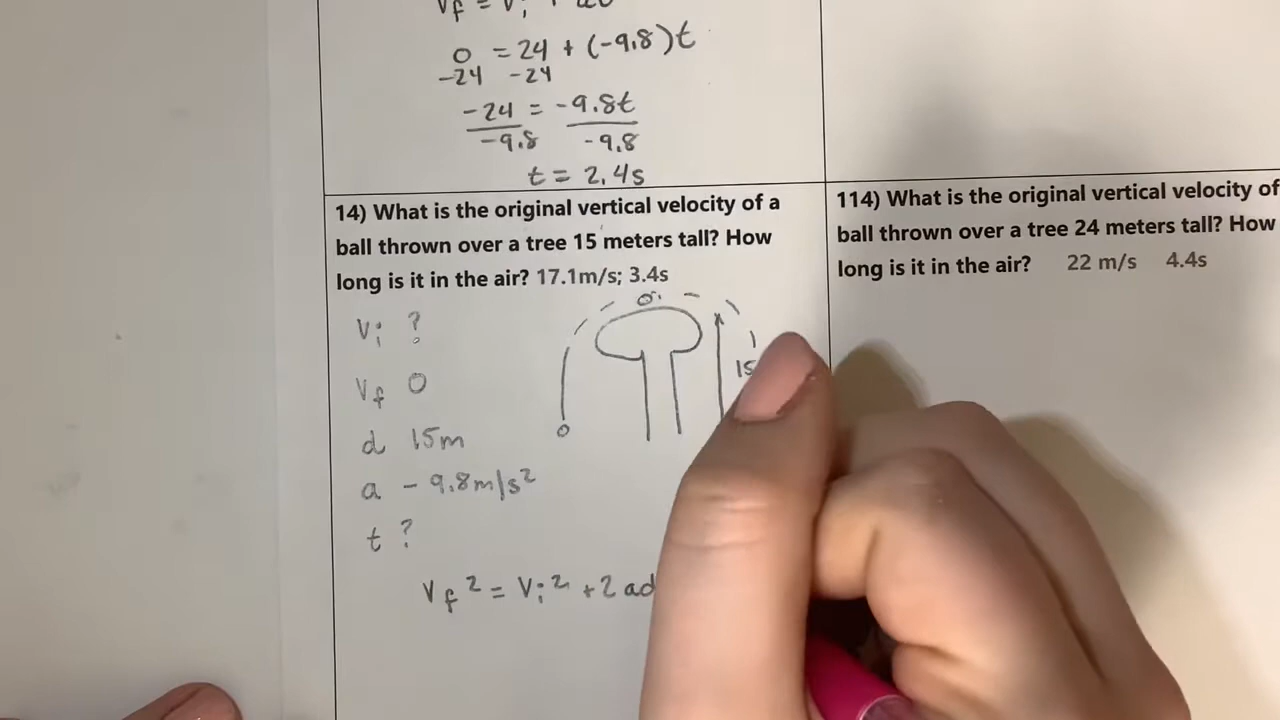 0 = 24 + (-9.8)t
-24 -24
-24 = -9.8t
-9.8 -9.8
t = 2.4s
14) What is the original vertical velocity of a
ball thrown over a tree 15 meters tall? How
long is it in the air? 17.1m/s; 3.4s
Vi ?
Vf 0
d 15m
a -9.8m/s²
t ?
15
Vf² = Vi² + 2ad
114) What is the original vertical velocity of
ball thrown over a tree 24 meters tall? How
long is it in the air? 22 m/s 4.4s